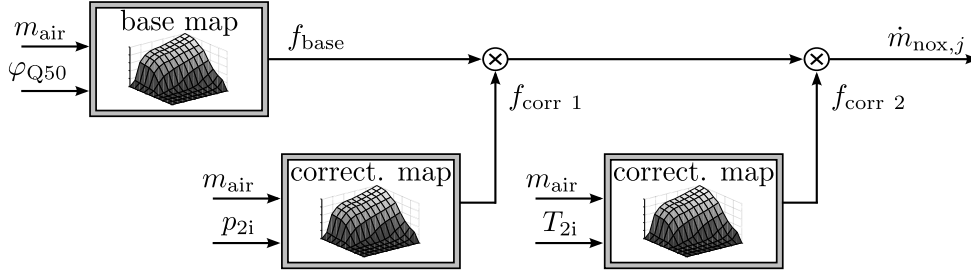 base map
m_air
φ_Q50
f_base
ṁ_nox,j
f_corr 1
f_corr 2
correct. map
m_air
p_2i
correct. map
m_air
T_2i